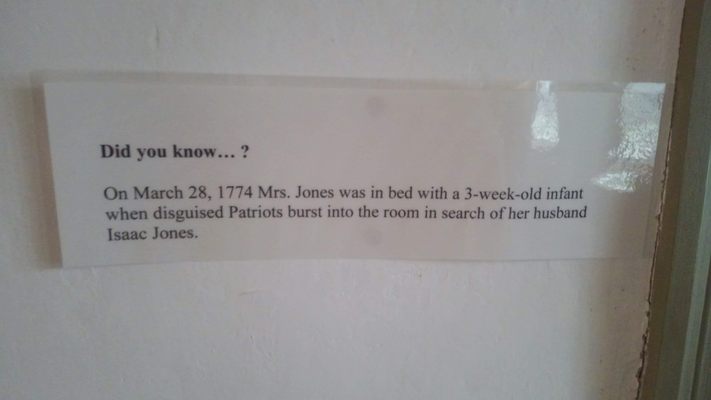 Did you know... ?
On March 28, 1774 Mrs. Jones was in bed with a 3-week-old infant
when disguised Patriots burst into the room in search of her husband
Isaac Jones.